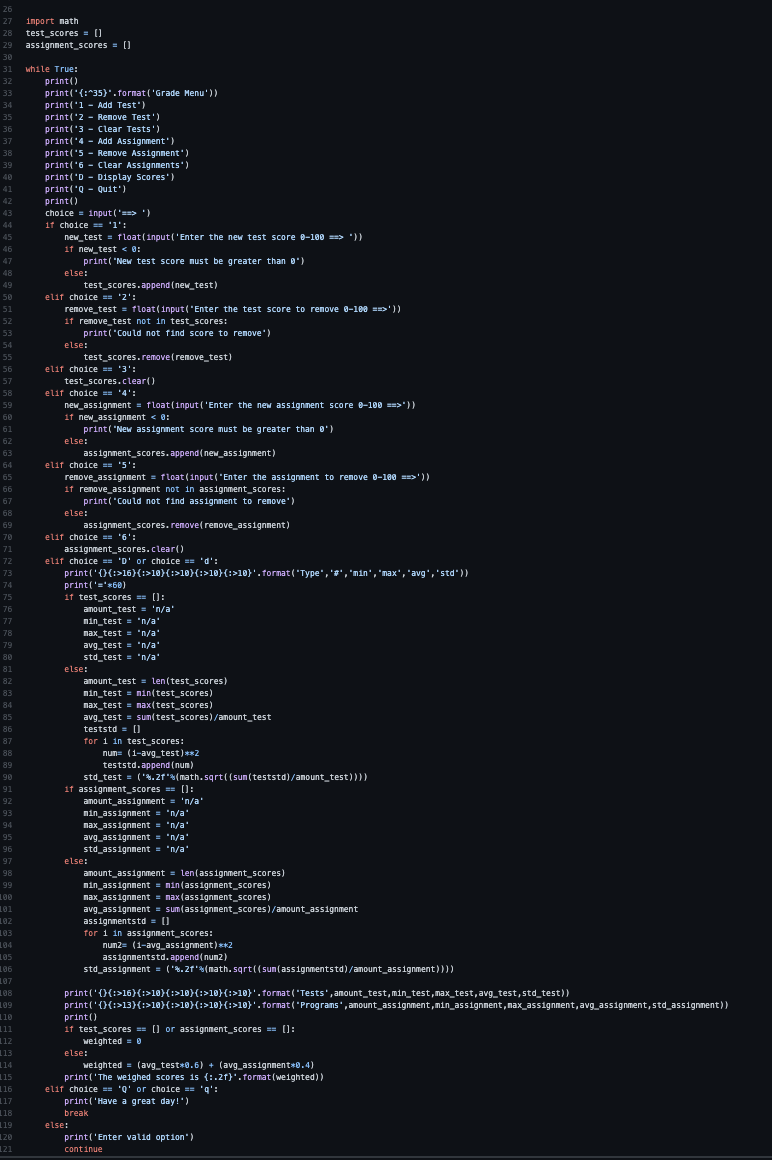 26
27 import math
28 test_scores = []
29 assignment_scores = []
30
31 while True:
32     print()
33     print('{:^35}'.format('Grade Menu'))
34     print('1 - Add Test')
35     print('2 - Remove Test')
36     print('3 - Clear Tests')
37     print('4 - Add Assignment')
38     print('5 - Remove Assignment')
39     print('6 - Clear Assignments')
40     print('D - Display Scores')
41     print('Q - Quit')
42     print()
43     choice = input('==> ')
44     if choice == '1':
45         new_test = float(input('Enter the new test score 0-100 ==> '))
46         if new_test < 0:
47             print('New test score must be greater than 0')
48         else:
49             test_scores.append(new_test)
50     elif choice == '2':
51         remove_test = float(input('Enter the test score to remove 0-100 ==>'))
52         if remove_test not in test_scores:
53             print('Could not find score to remove')
54         else:
55             test_scores.remove(remove_test)
56     elif choice == '3':
57         test_scores.clear()
58     elif choice == '4':
59         new_assignment = float(input('Enter the new assignment score 0-100 ==>'))
60         if new_assignment < 0:
61             print('New assignment score must be greater than 0')
62         else:
63             assignment_scores.append(new_assignment)
64     elif choice == '5':
65         remove_assignment = float(input('Enter the assignment to remove 0-100 ==>'))
66         if remove_assignment not in assignment_scores:
67             print('Could not find assignment to remove')
68         else:
69             assignment_scores.remove(remove_assignment)
70     elif choice == '6':
71         assignment_scores.clear()
72     elif choice == 'D' or choice == 'd':
73         print('{}{:>16}{:>10}{:>10}{:>10}{:>10}'.format('Type','#','min','max','avg','std'))
74         print('='*60)
75         if test_scores == []:
76             amount_test = 'n/a'
77             min_test = 'n/a'
78             max_test = 'n/a'
79             avg_test = 'n/a'
80             std_test = 'n/a'
81         else:
82             amount_test = len(test_scores)
83             min_test = min(test_scores)
84             max_test = max(test_scores)
85             avg_test = sum(test_scores)/amount_test
86             teststd = []
87             for i in test_scores:
88                 num= (i-avg_test)**2
89                 teststd.append(num)
90             std_test = ('%.2f'%(math.sqrt((sum(teststd)/amount_test))))
91         if assignment_scores == []:
92             amount_assignment = 'n/a'
93             min_assignment = 'n/a'
94             max_assignment = 'n/a'
95             avg_assignment = 'n/a'
96             std_assignment = 'n/a'
97         else:
98             amount_assignment = len(assignment_scores)
99             min_assignment = min(assignment_scores)
100             max_assignment = max(assignment_scores)
101             avg_assignment = sum(assignment_scores)/amount_assignment
102             assignmentstd = []
103             for i in assignment_scores:
104                 num2= (i-avg_assignment)**2
105                 assignmentstd.append(num2)
106             std_assignment = ('%.2f'%(math.sqrt((sum(assignmentstd)/amount_assignment))))
107
108         print('{}{:>16}{:>10}{:>10}{:>10}{:>10}'.format('Tests',amount_test,min_test,max_test,avg_test,std_test))
109         print('{}{:>13}{:>10}{:>10}{:>10}{:>10}'.format('Programs',amount_assignment,min_assignment,max_assignment,avg_assignment,std_assignment))
110         print()
111         if test_scores == [] or assignment_scores == []:
112             weighted = 0
113         else:
114             weighted = (avg_test*0.6) + (avg_assignment*0.4)
115         print('The weighed scores is {:.2f}'.format(weighted))
116     elif choice == 'Q' or choice == 'q':
117         print('Have a great day!')
118         break
119     else:
120         print('Enter valid option')
121         continue